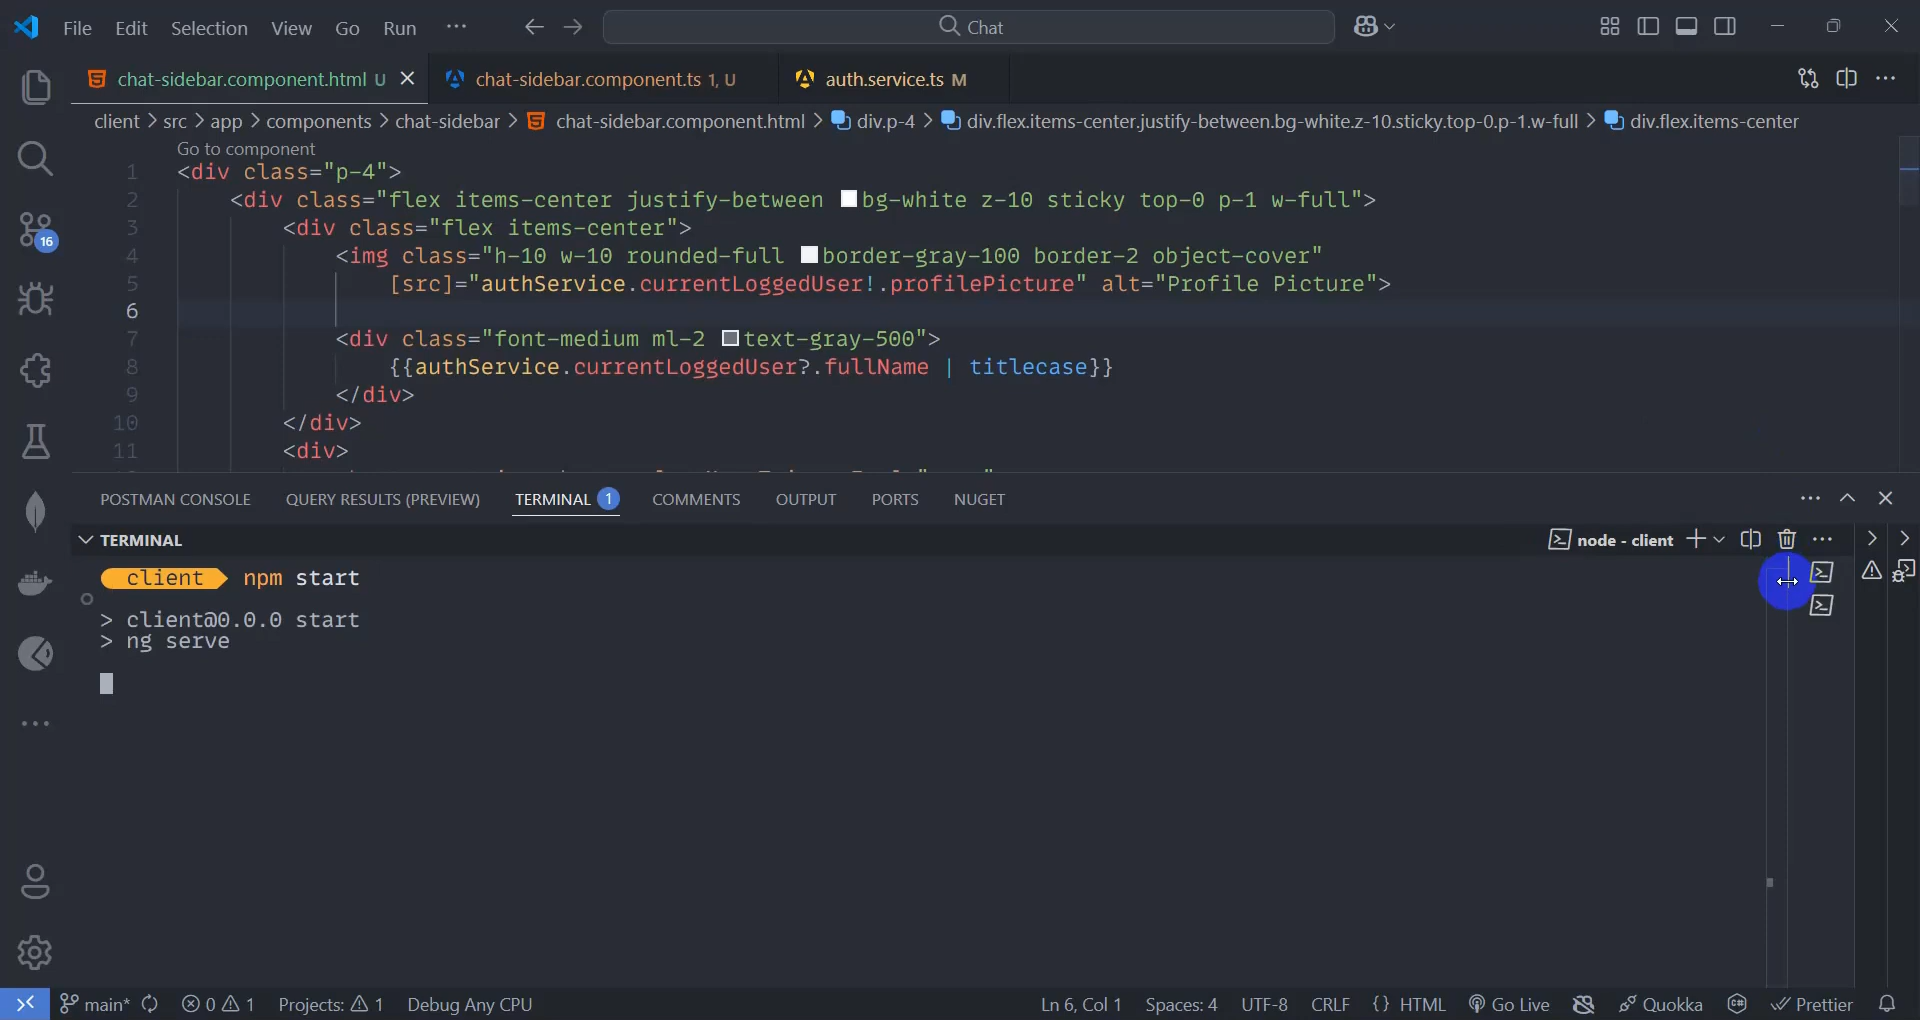 File Edit Selection View Go Run ··· Chat
chat-sidebar.component.html U chat-sidebar.component.ts 1, U auth.service.ts M
client > src > app > components > chat-sidebar > chat-sidebar.component.html > div.p-4 > div.flex.items-center.justify-between.bg-white.z-10.sticky.top-0.p-1.w-full > div.flex.items-center
Go to component
1 <div class="p-4">
2 <div class="flex items-center justify-between bg-white z-10 sticky top-0 p-1 w-full">
3 <div class="flex items-center">
4 <img class="h-10 w-10 rounded-full border-gray-100 border-2 object-cover"
5 [src]="authService.currentLoggedUser!.profilePicture" alt="Profile Picture">
6
7 <div class="font-medium ml-2 text-gray-500">
8 {{authService.currentLoggedUser?.fullName | titlecase}}
9 </div>
10 </div>
11 <div>
16
POSTMAN CONSOLE QUERY RESULTS (PREVIEW) TERMINAL 1 COMMENTS OUTPUT PORTS NUGET
TERMINAL node - client
client npm start
> client@0.0.0 start
> ng serve
main* 0 1 Projects: 1 Debug Any CPU Ln 6, Col 1 Spaces: 4 UTF-8 CRLF {} HTML Go Live Quokka Prettier